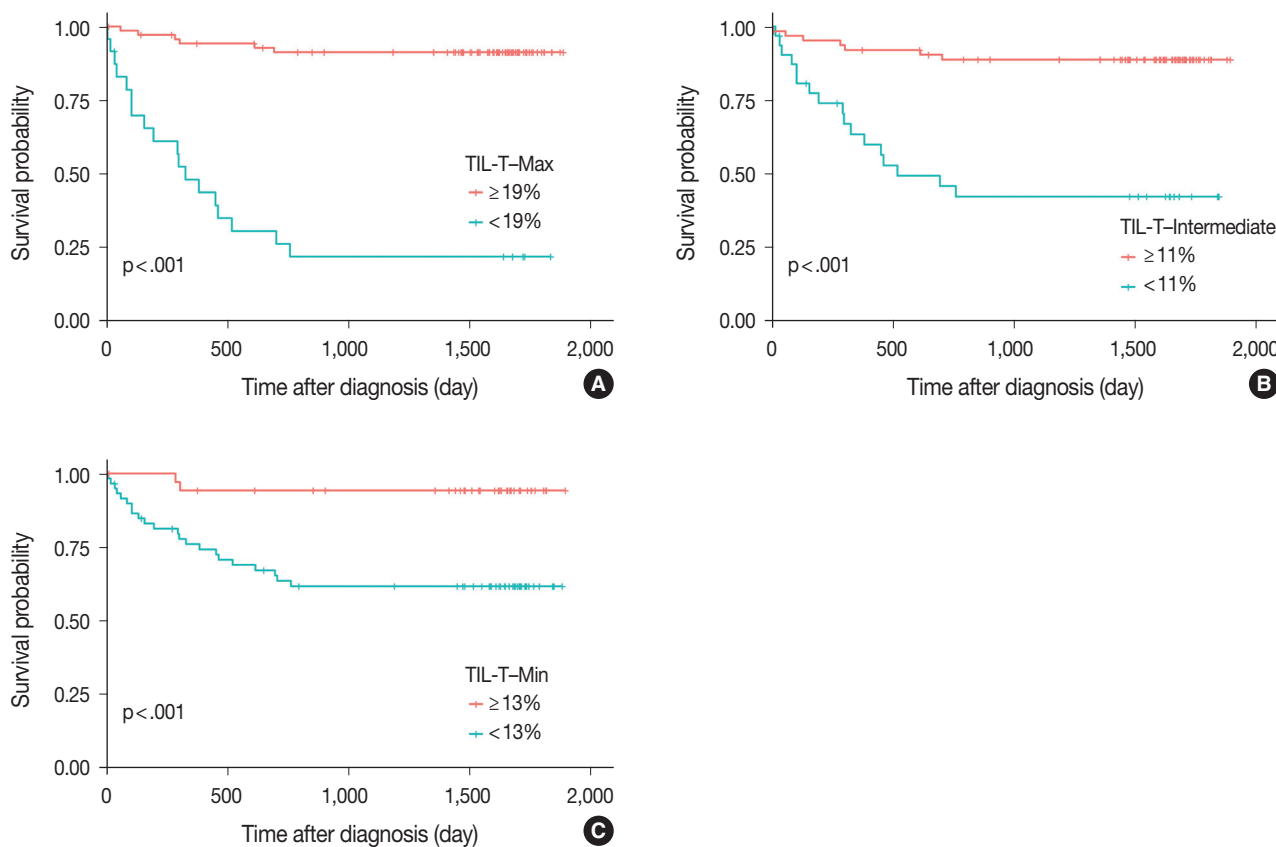 1.00
0.75
0.50
0.25
0.00
Survival probability
TIL-T–Max
≥19%
<19%
p<.001
0 500 1,000 1,500 2,000
Time after diagnosis (day)
A
1.00
0.75
0.50
0.25
0.00
Survival probability
TIL-T–Intermediate
p<.001
≥11%
<11%
0 500 1,000 1,500 2,000
Time after diagnosis (day)
B
1.00
0.75
0.50
0.25
0.00
Survival probability
TIL-T–Min
≥13%
p<.001
<13%
0 500 1,000 1,500 2,000
Time after diagnosis (day)
C